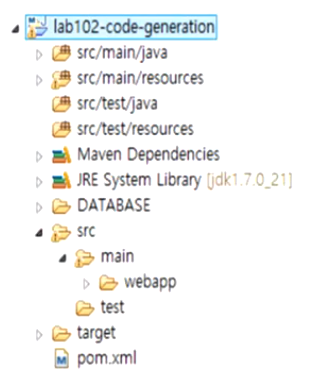 lab102-code-generation
src/main/java
src/main/resources
src/test/java
src/test/resources
Maven Dependencies
JRE System Library [jdk1.7.0_21]
DATABASE
src
main
webapp
test
target
pom.xml